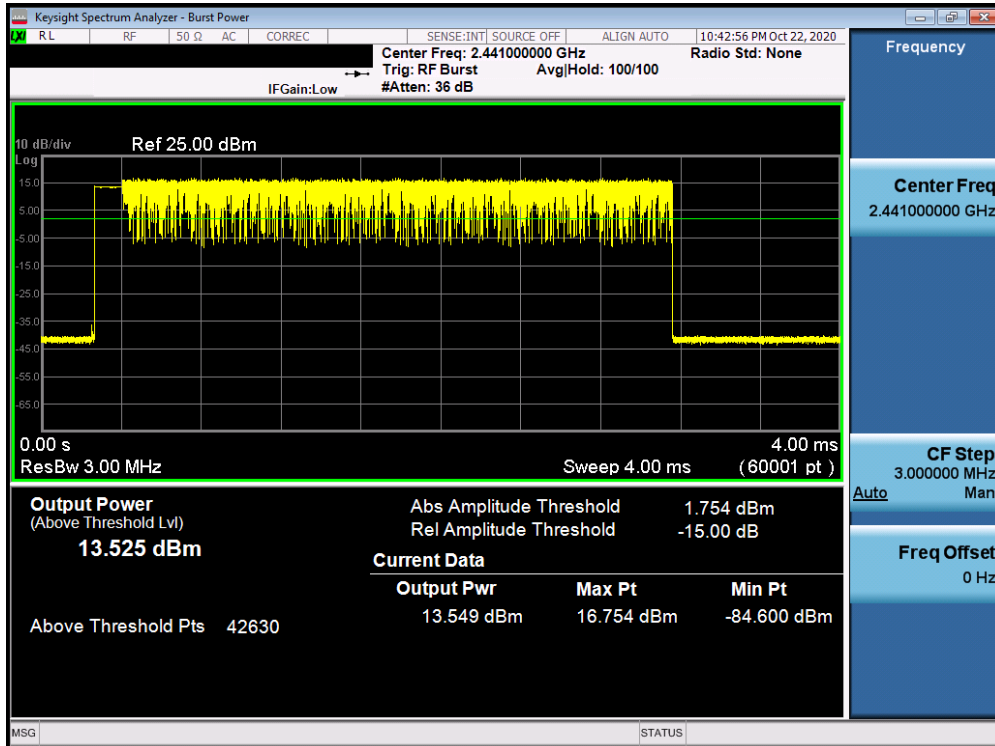 Keysight Spectrum Analyzer - Burst Power
LXI RL RF 50 Ω AC CORREC SENSE:INT SOURCE OFF ALIGN AUTO 10:42:56 PM Oct 22, 2020
Center Freq: 2.441000000 GHz Radio Std: None
Trig: RF Burst Avg|Hold: 100/100
IFGain:Low #Atten: 36 dB
Frequency
10 dB/div Ref 25.00 dBm
Log
15.0
5.00
-5.00
-15.0
-25.0
-35.0
-45.0
-55.0
-65.0
0.00 s 4.00 ms
ResBw 3.00 MHz Sweep 4.00 ms (60001 pt)
Center Freq
2.441000000 GHz
CF Step
3.000000 MHz
Auto Man
Freq Offset
0 Hz
Output Power
(Above Threshold Lvl)
13.525 dBm
Above Threshold Pts 42630
Abs Amplitude Threshold 1.754 dBm
Rel Amplitude Threshold -15.00 dB
Current Data
Output Pwr Max Pt Min Pt
13.549 dBm 16.754 dBm -84.600 dBm
MSG STATUS